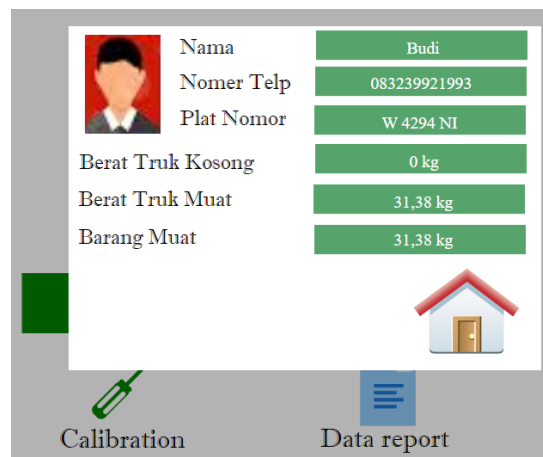 Nama Budi
Nomer Telp 083239921993
Plat Nomor W 4294 NI
Berat Truk Kosong 0 kg
Berat Truk Muat 31,38 kg
Barang Muat 31,38 kg
Calibration Data report